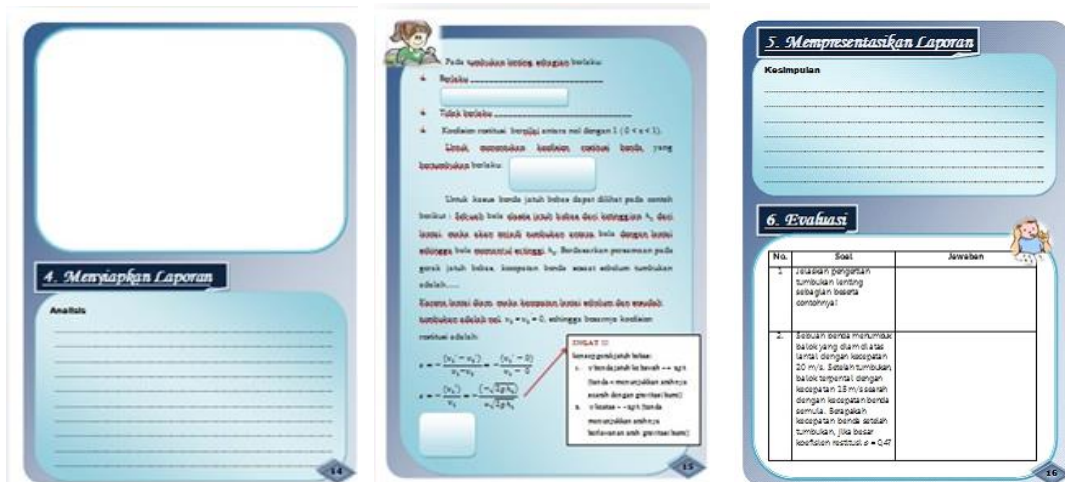 4. Menyiapkan Laporan
Analisis
14
Pada tumbukan lenting sebagian berlaku:
Berlaku
Tidak berlaku
Koefisien restitusi bernilai antara nol dengan 1 ( 0 < e < 1).
Untuk menentukan koefisien restitusi benda yang
bertumbukan berlaku:
Untuk kasus benda jatuh bebas dapat dilihat pada contoh
berikut : Sebuah bola jatuh bebas dari ketinggian h₁ dari
lantai, maka akan terjadi tumbukan antara bola dengan lantai
sehingga bola memantul setinggi h₂. Berdasarkan persamaan pada
gerak jatuh bebas, kecepatan benda sesaat sebelum tumbukan
adalah.....
Karena lantai diam, maka kecepatan lantai sebelum dan sesudah
tumbukan adalah nol, v₂ = v₂' = 0, sehingga besarnya koefisien
restitusi adalah:
INGAT !!!
15
5. Mempresentasikan Laporan
Kesimpulan
6. Evaluasi
No. Soal Jawaban
1 Jelaskan pengertian
tumbukan lenting
sebagian beserta
contohnya!
2. Sebuah benda menumbuk
balok yang diam di atas
lantai dengan kecepatan
20 m/s. Setelah tumbukan,
balok terpental dengan
kecepatan 15 m/s searah
dengan kecepatan benda
semula. Berapakah
kecepatan benda setelah
tumbukan, jika besar
koefisien restitusi e = 0,4?
16